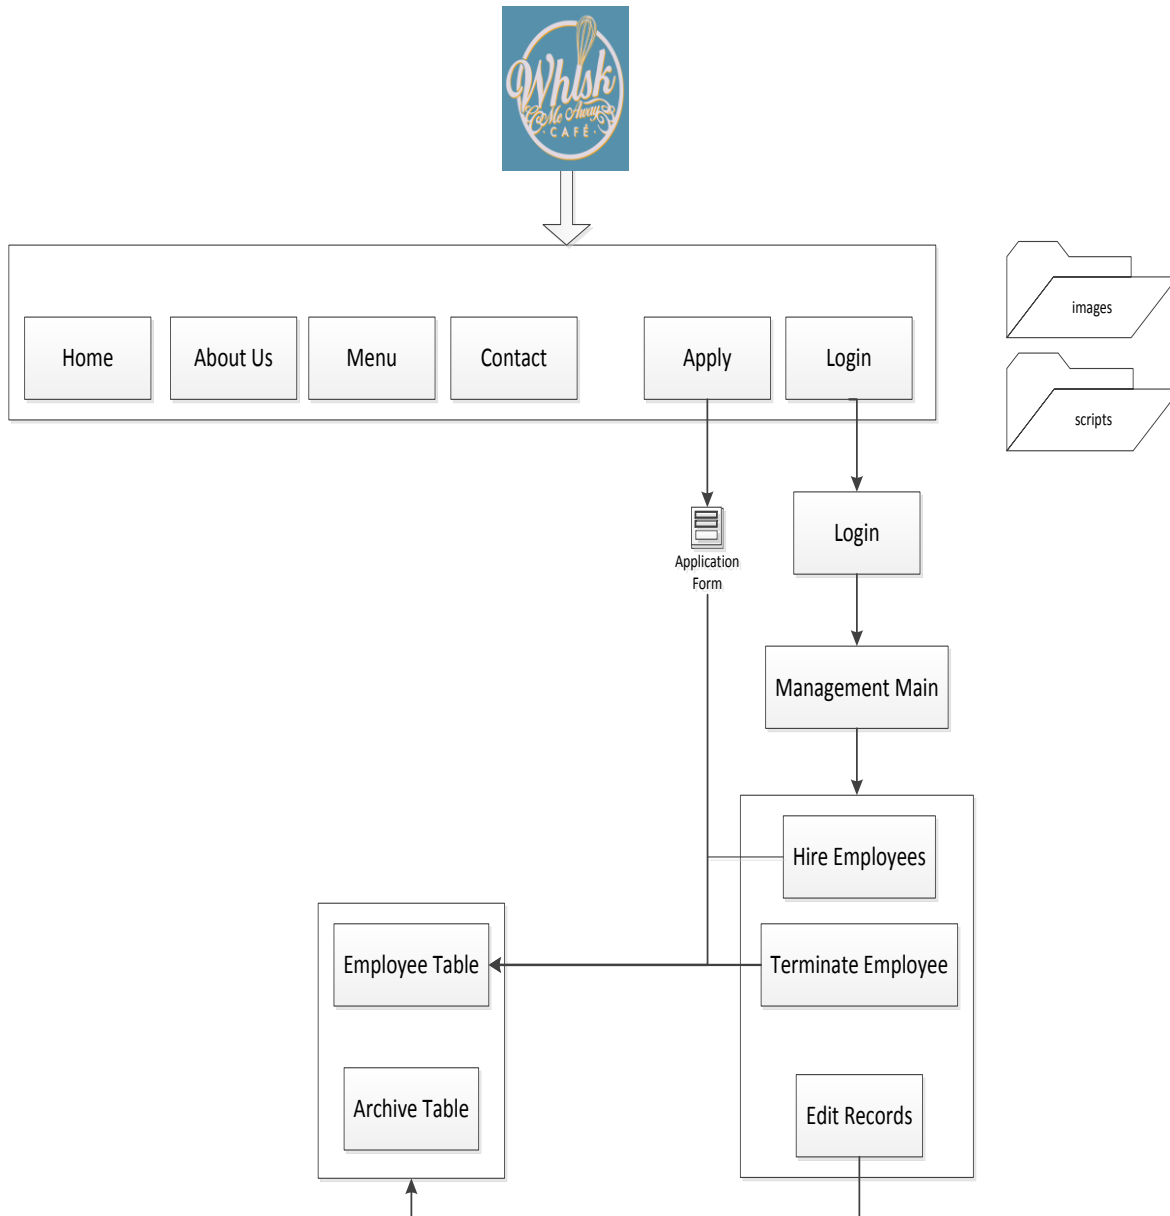 Whisk
Me Away
CAFÉ
Home
About Us
Menu
Contact
Apply
Login
images
scripts
Application
Form
Login
Management Main
Hire Employees
Employee Table
Terminate Employee
Archive Table
Edit Records